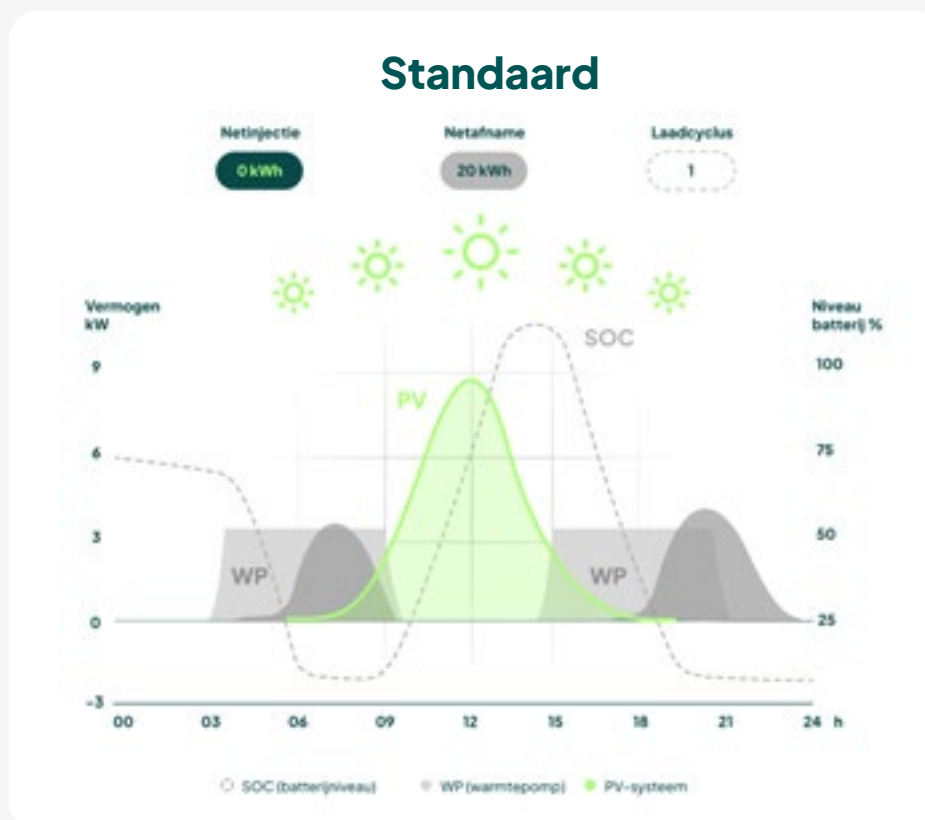 Standaard
Netinjectie
Netafname
Laadcyclus
0 kWh
20 kWh
1
Vermogen
kW
Niveau
batterij %
SOC
9
100
PV
6
75
3
50
WP
WP
0
25
-3
00 03 06 09 12 15 18 21 24 h
SOC (batterijniveau) WP (warmtepomp) PV-systeem